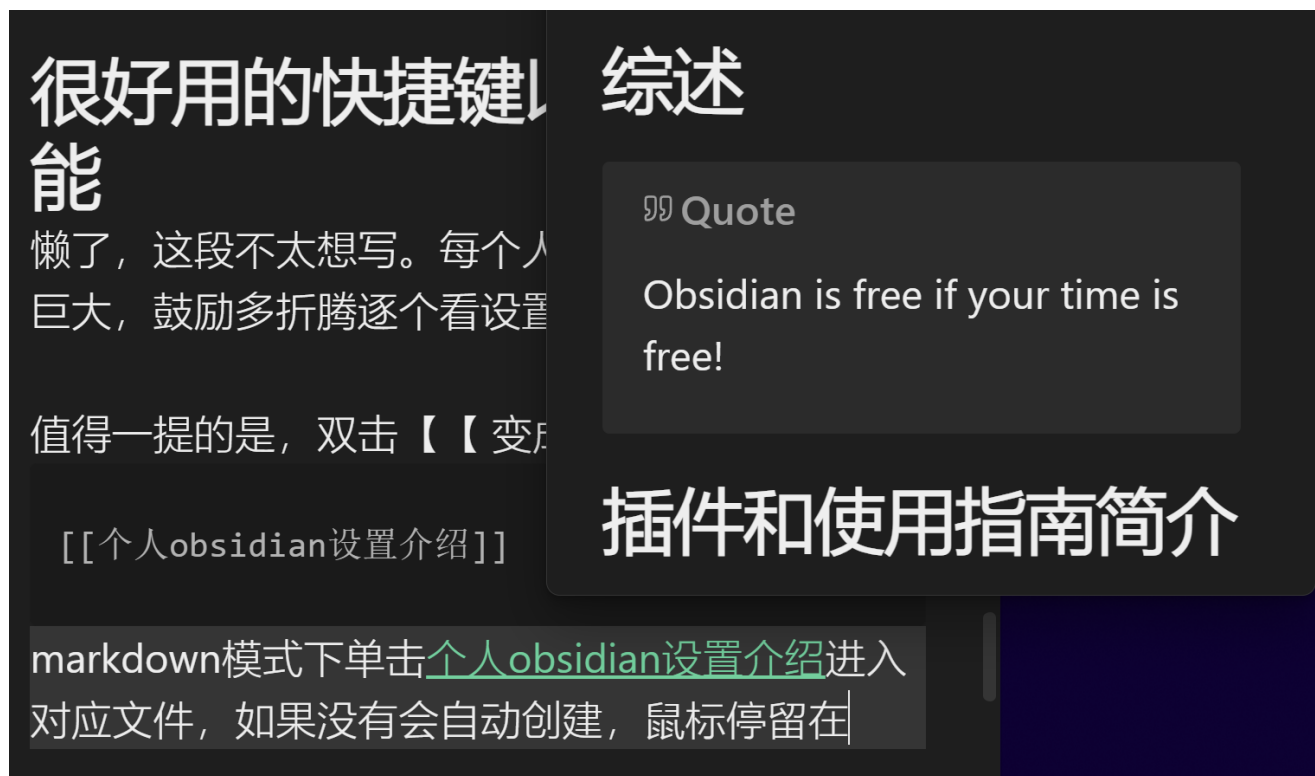 很好用的快捷键
能
懒了，这段不太想写。每个人
巨大，鼓励多折腾逐个看设置
值得一提的是，双击【【 变成
[[个人obsidian设置介绍]]
markdown模式下单击个人obsidian设置介绍进入
对应文件，如果没有会自动创建，鼠标停留在
综述
Quote
Obsidian is free if your time is
free!
插件和使用指南简介